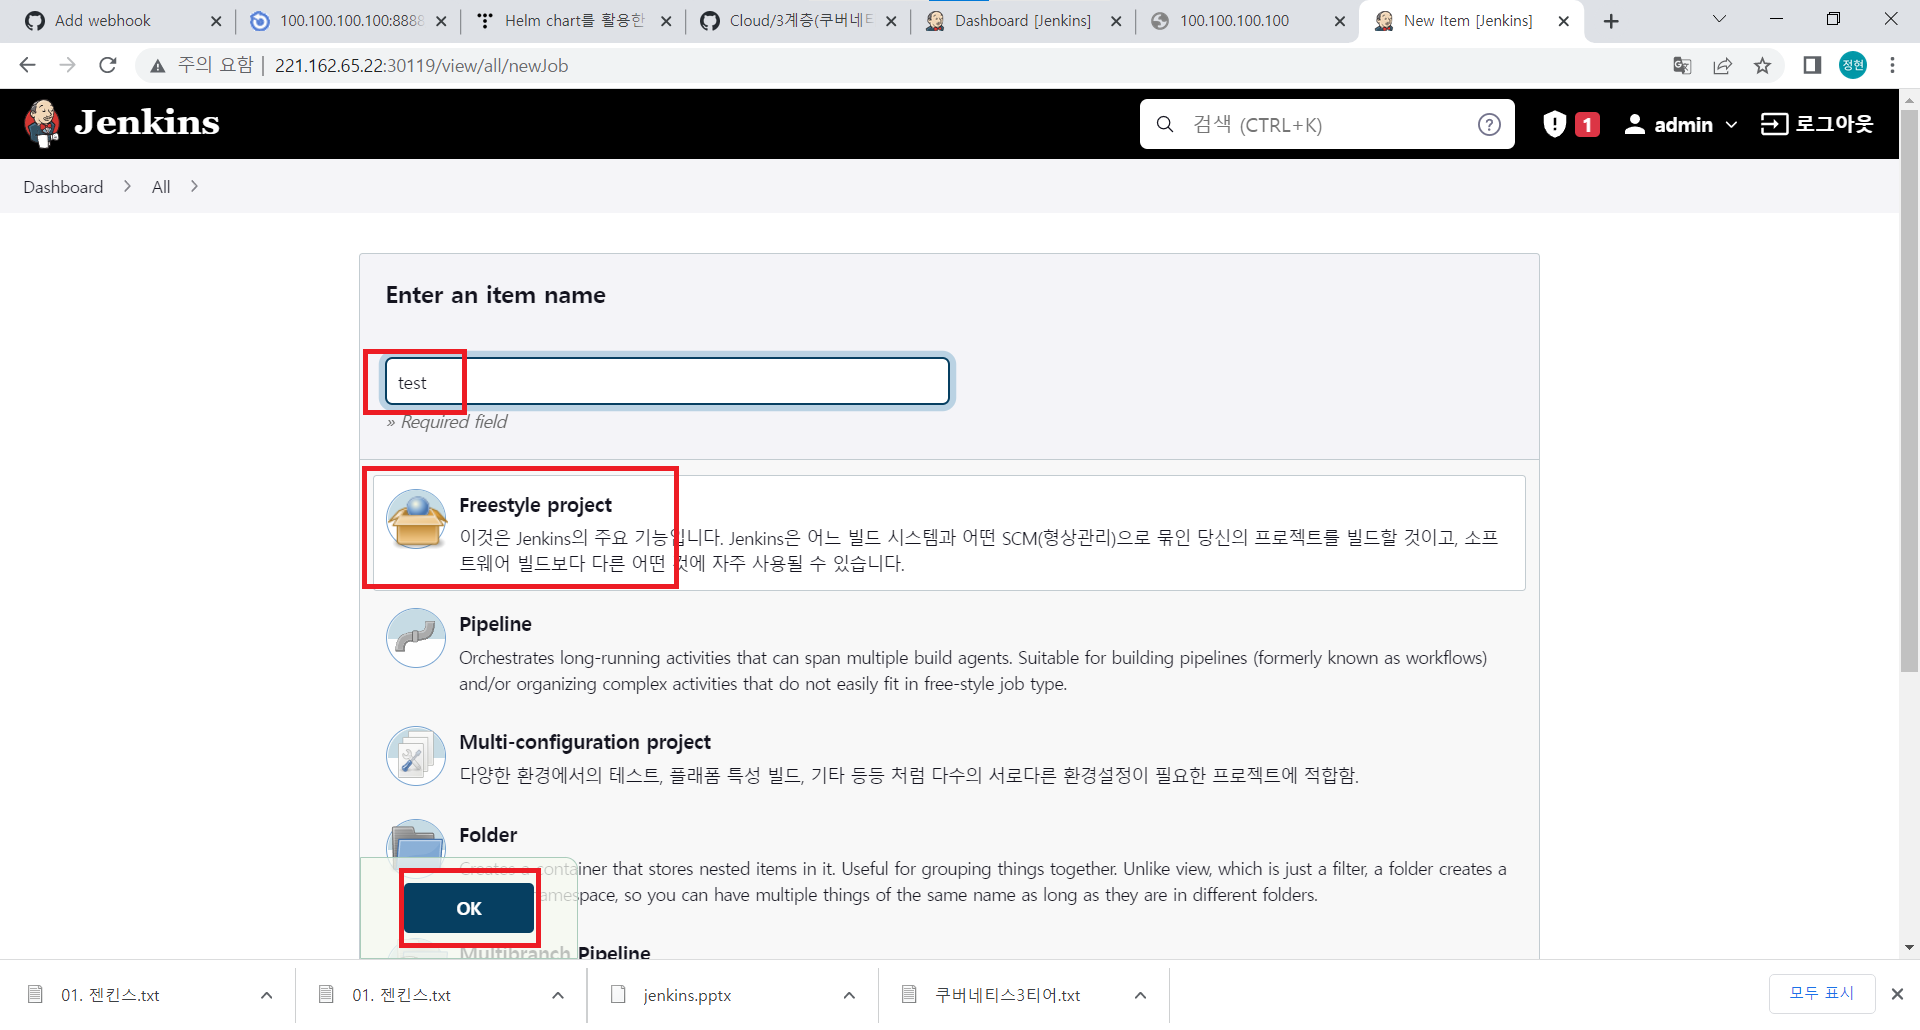 Add webhook
100.100.100.100:8888
Helm chart를 활용한
Cloud/3계층(쿠버네티
Dashboard [Jenkins]
100.100.100.100
New Item [Jenkins]
주의 요함 | 221.162.65.22:30119/view/all/newJob
정현
Jenkins
검색 (CTRL+K)
1
admin
로그아웃
Dashboard
All
Enter an item name
test
» Required field
Freestyle project
이것은 Jenkins의 주요 기능입니다. Jenkins은 어느 빌드 시스템과 어떤 SCM(형상관리)으로 묶인 당신의 프로젝트를 빌드할 것이고, 소프
트웨어 빌드보다 다른 어떤 것에 자주 사용될 수 있습니다.
Pipeline
Orchestrates long-running activities that can span multiple build agents. Suitable for building pipelines (formerly known as workflows)
and/or organizing complex activities that do not easily fit in free-style job type.
Multi-configuration project
다양한 환경에서의 테스트, 플래폼 특성 빌드, 기타 등등 처럼 다수의 서로다른 환경설정이 필요한 프로젝트에 적합함.
Folder
Creates a container that stores nested items in it. Useful for grouping things together. Unlike view, which is just a filter, a folder creates a
amespace, so you can have multiple things of the same name as long as they are in different folders.
OK
Multibranch Pipeline
01. 젠킨스.txt
01. 젠킨스.txt
jenkins.pptx
쿠버네티스3티어.txt
모두 표시